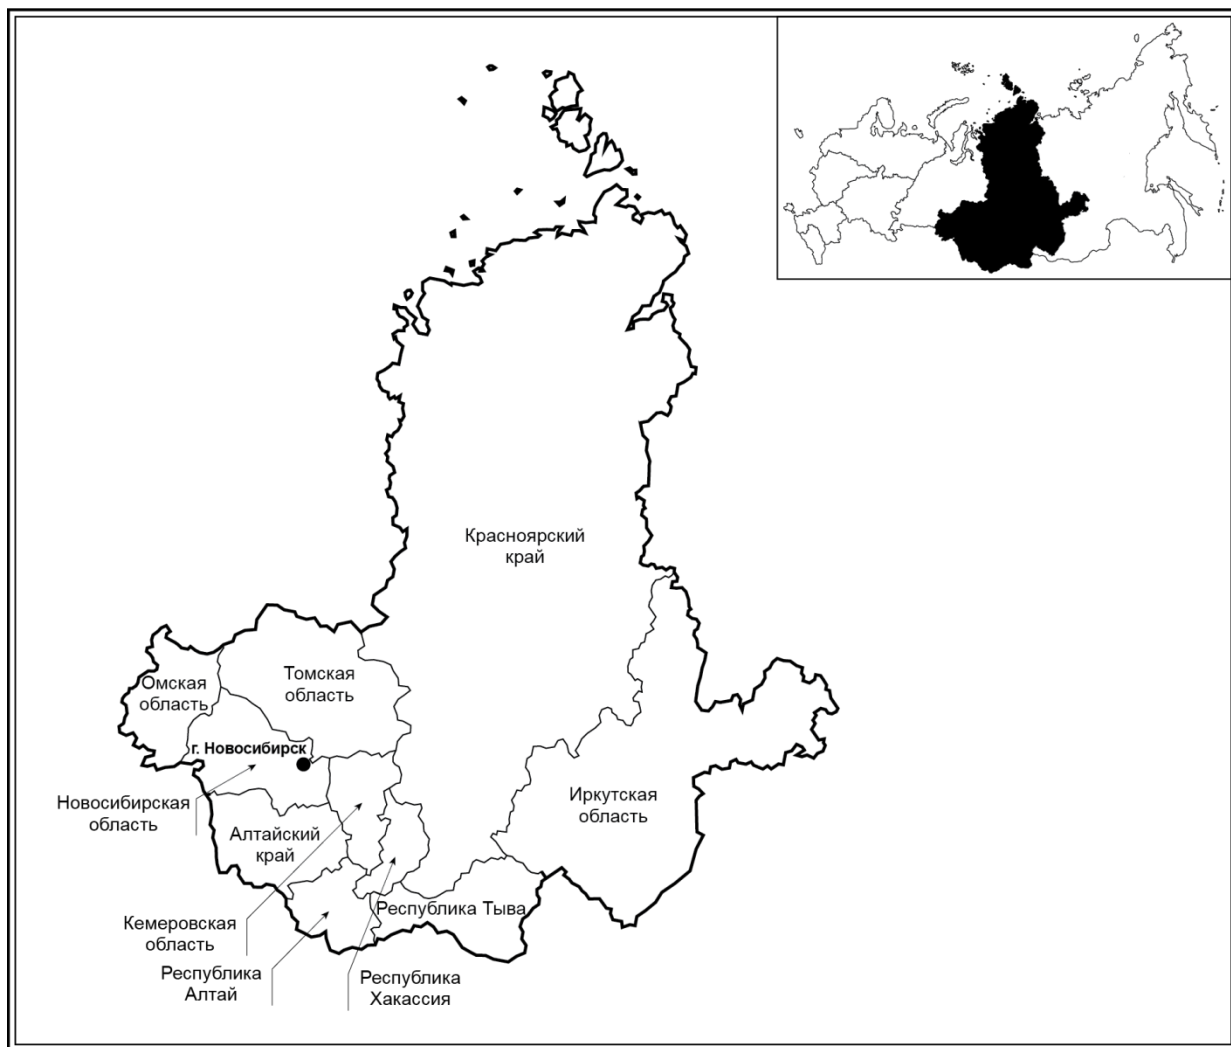 Красноярский
край
Томская
область
Омская
область
г. Новосибирск
Новосибирская
область
Иркутская
область
Алтайский
край
Кемеровская
область
Республика Тыва
Республика
Алтай
Республика
Хакассия